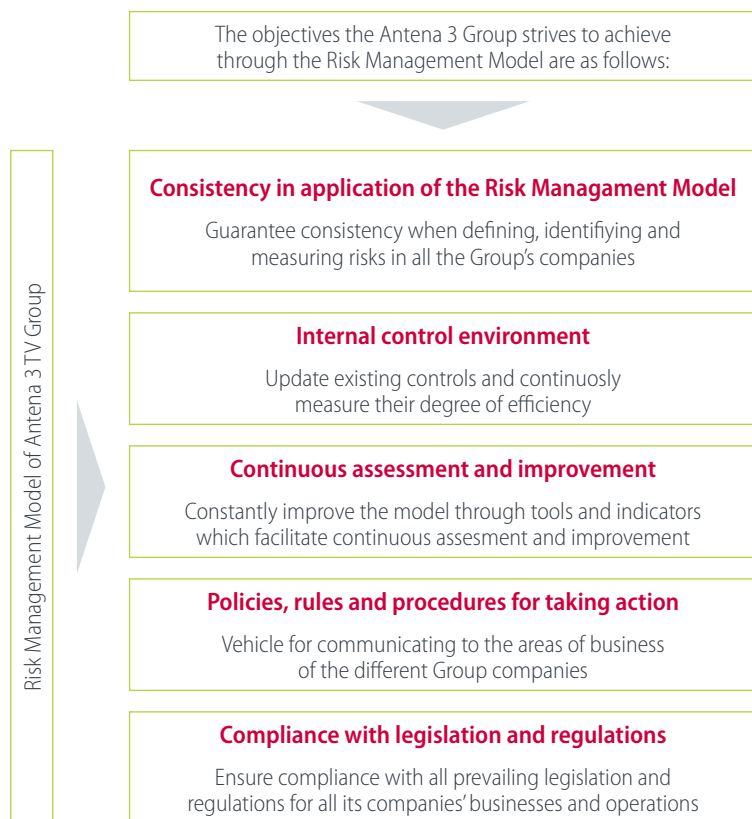 The objectives the Antena 3 Group strives to achieve
through the Risk Management Model are as follows:
Risk Management Model of Antena 3 TV Group
Consistency in application of the Risk Managament Model
Guarantee consistency when defining, identifiying and
measuring risks in all the Group's companies
Internal control environment
Update existing controls and continuosly
measure their degree of efficiency
Continuous assessment and improvement
Constantly improve the model through tools and indicators
which facilitate continuous assesment and improvement
Policies, rules and procedures for taking action
Vehicle for communicating to the areas of business
of the different Group companies
Compliance with legislation and regulations
Ensure compliance with all prevailing legislation and
regulations for all its companies' businesses and operations